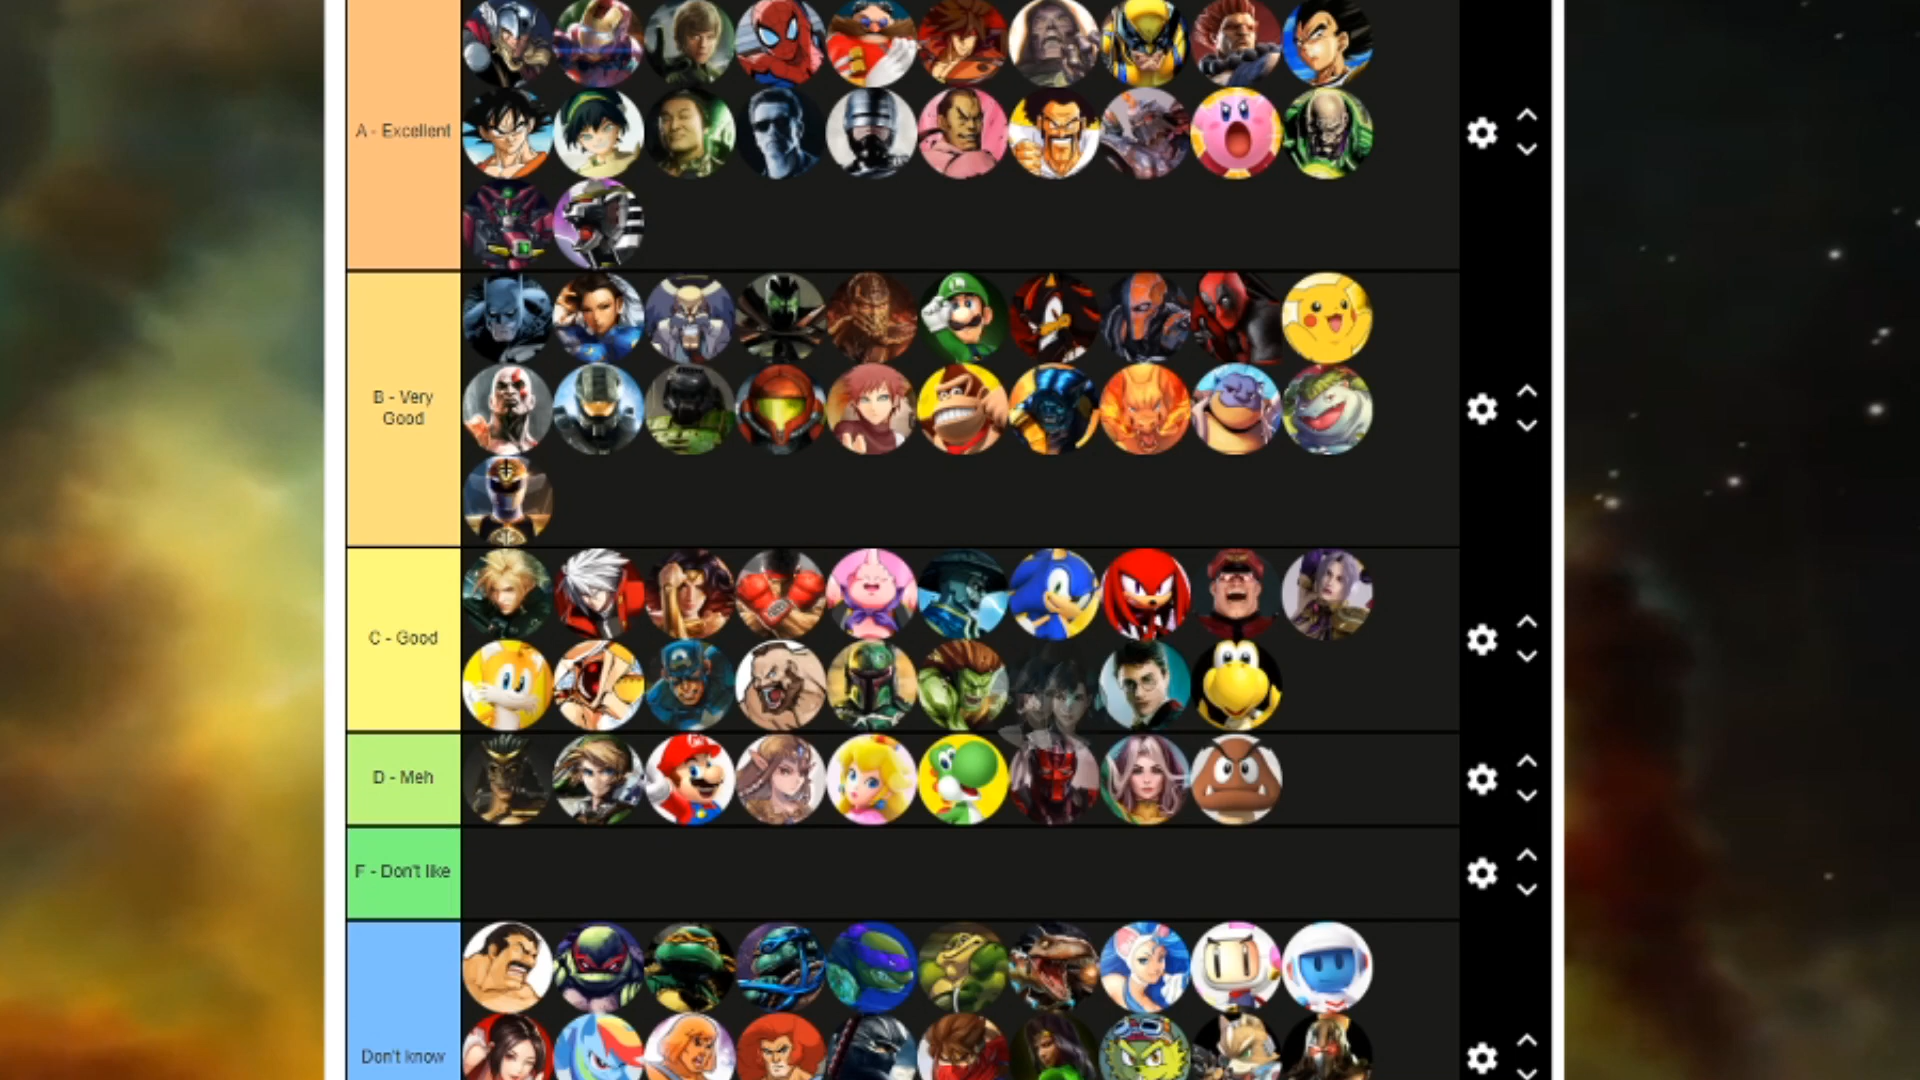 A - Excellent
B - Very
Good
C - Good
D - Meh
F - Don't like
Don't know